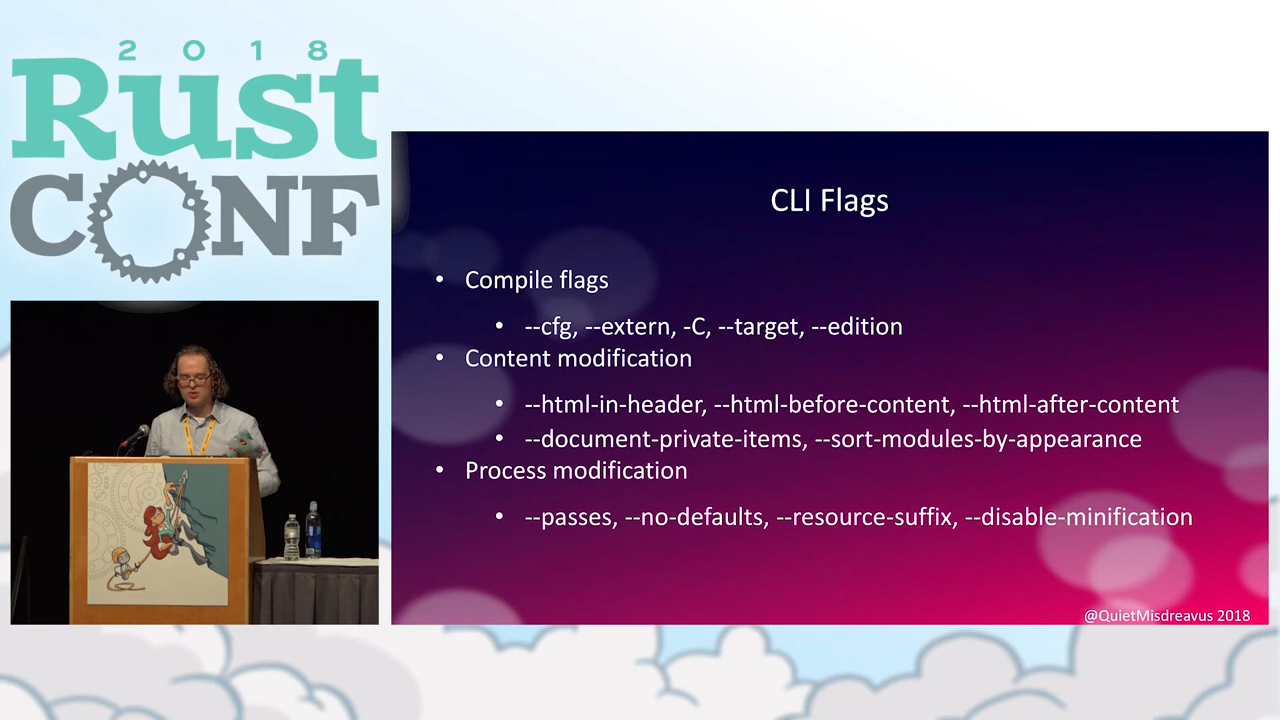 2018
Rust
CONF
CLI Flags
• Compile flags
• --cfg, --extern, -C, --target, --edition
• Content modification
• --html-in-header, --html-before-content, --html-after-content
• --document-private-items, --sort-modules-by-appearance
• Process modification
• --passes, --no-defaults, --resource-suffix, --disable-minification
@QuietMisdreavus 2018